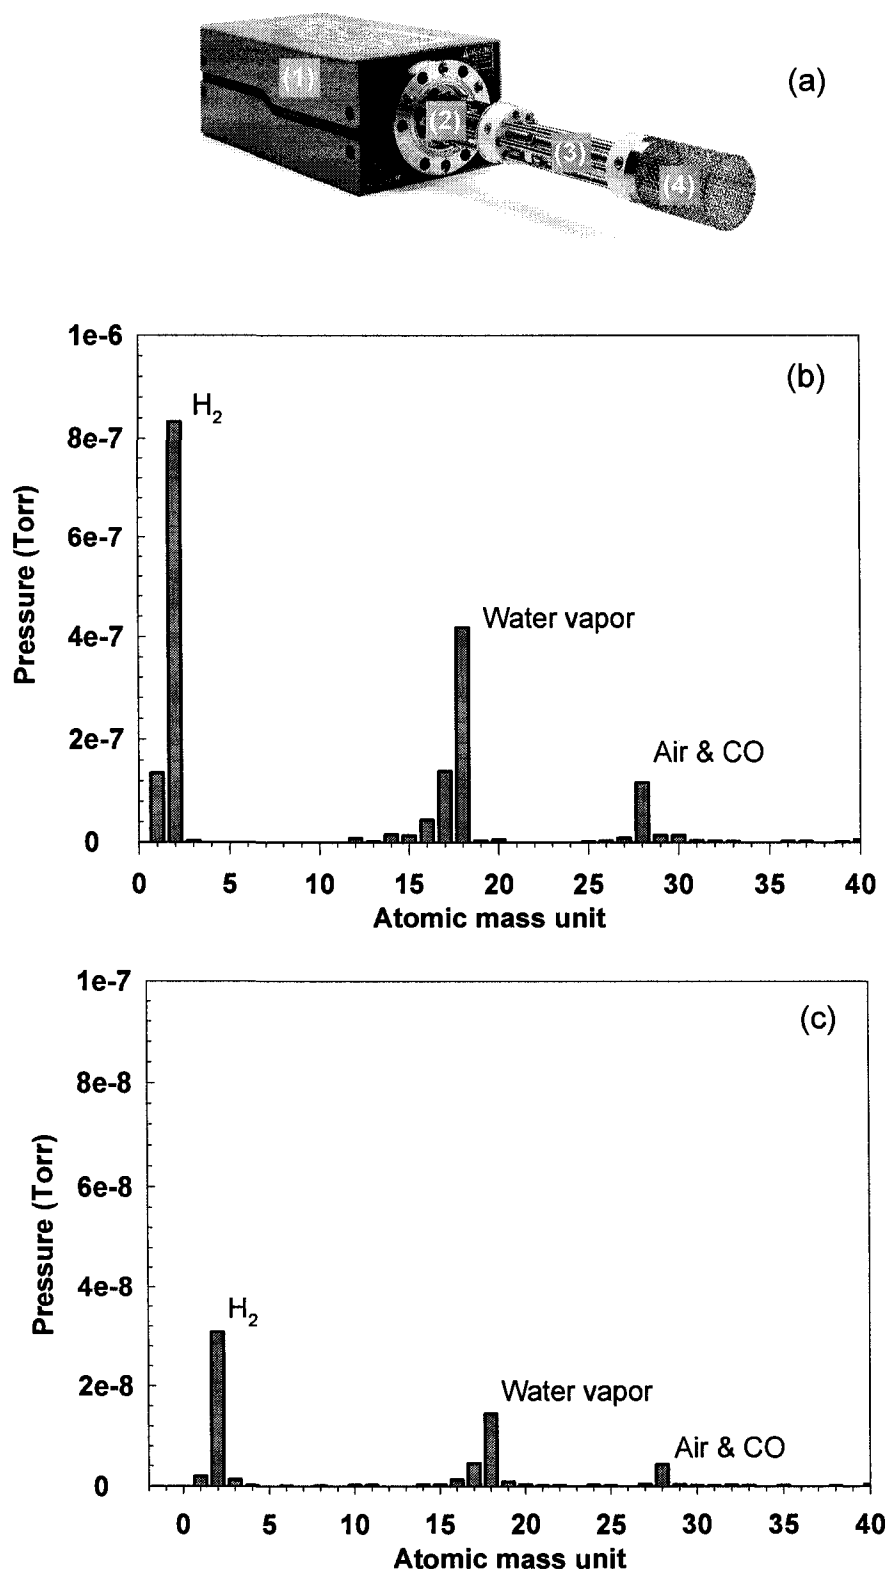 (a)
(1)
(2)
(3)
(4)
(b)
1e-6
8e-7
6e-7
4e-7
2e-7
0
Pressure (Torr)
H2
Water vapor
Air & CO
0 5 10 15 20 25 30 35 40
Atomic mass unit
(c)
1e-7
8e-8
6e-8
4e-8
2e-8
0
Pressure (Torr)
H2
Water vapor
Air & CO
0 5 10 15 20 25 30 35 40
Atomic mass unit